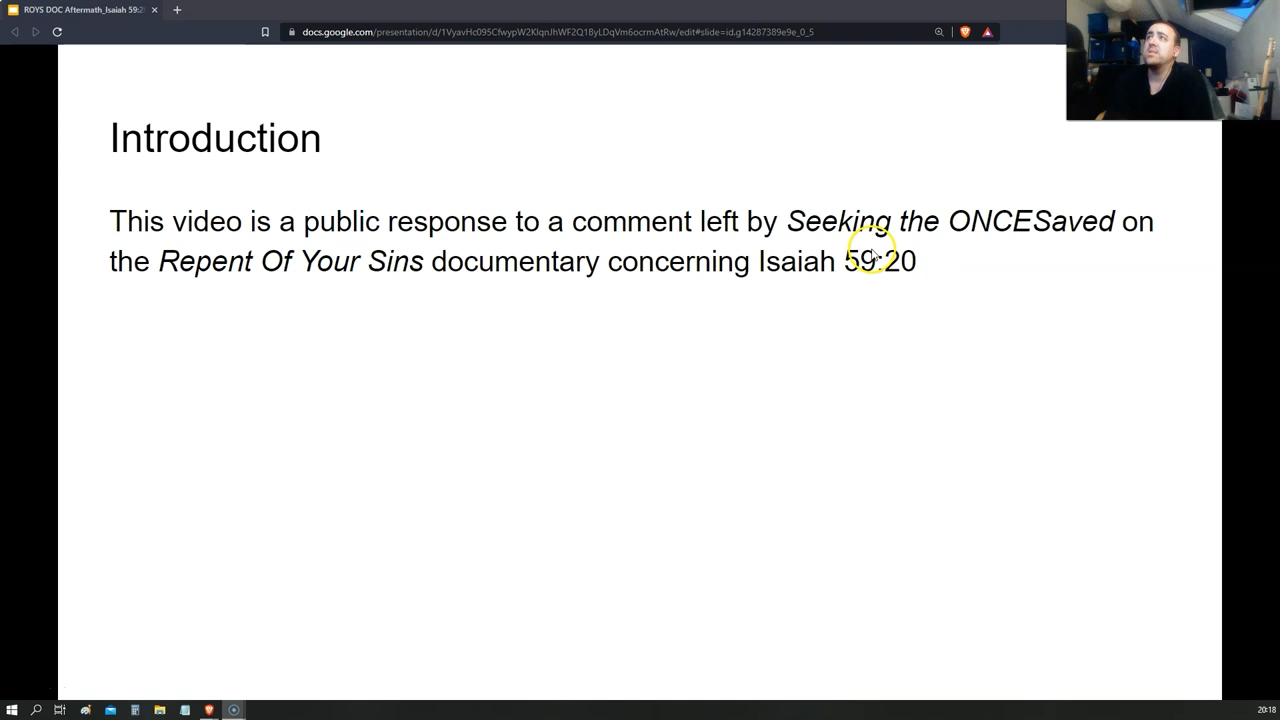 ROYS DOC Aftermath_Isaiah 59:2
docs.google.com/presentation/d/1VyavHc095CfwypW2KlqnJhWF2Q1ByLDqVm6ocrmAtRw/edit#slide=id.g14287389e9e_0_5
Introduction
This video is a public response to a comment left by Seeking the ONCESaved on
the Repent Of Your Sins documentary concerning Isaiah 59:20
20:18